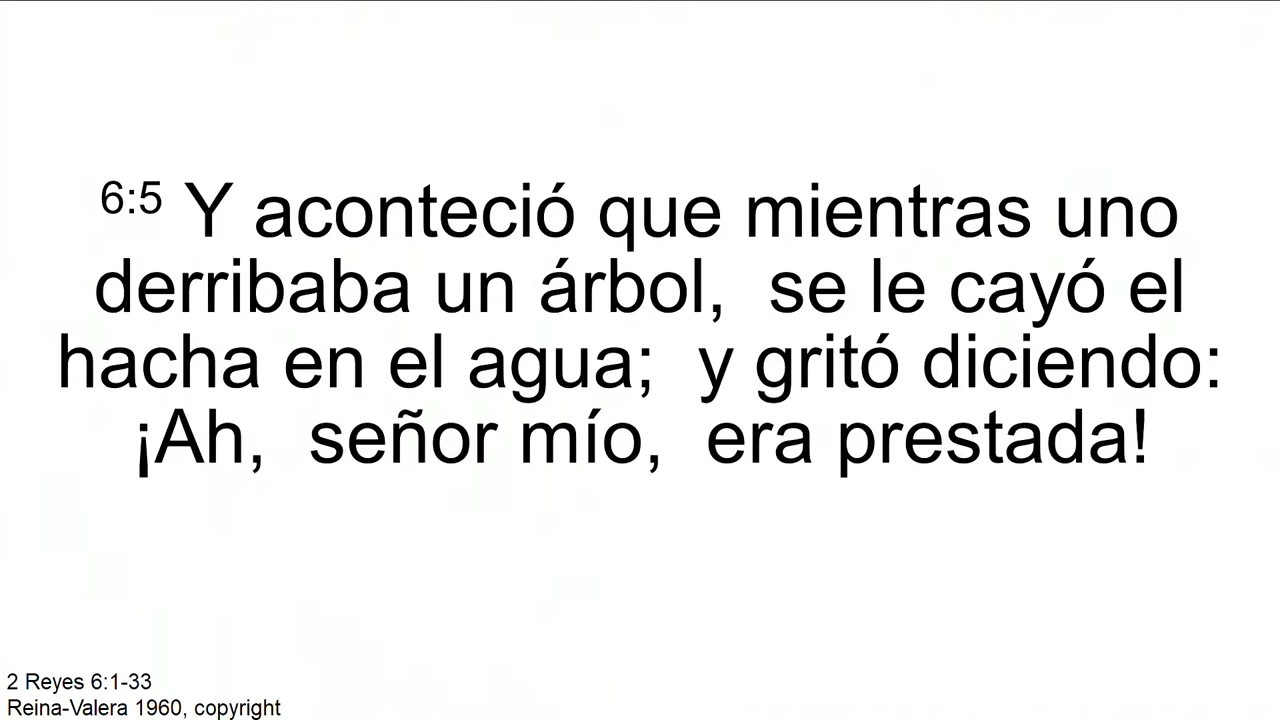 6:5 Y aconteció que mientras uno
derribaba un árbol, se le cayó el
hacha en el agua; y gritó diciendo:
¡Ah, señor mío, era prestada!
2 Reyes 6:1-33
Reina-Valera 1960, copyright